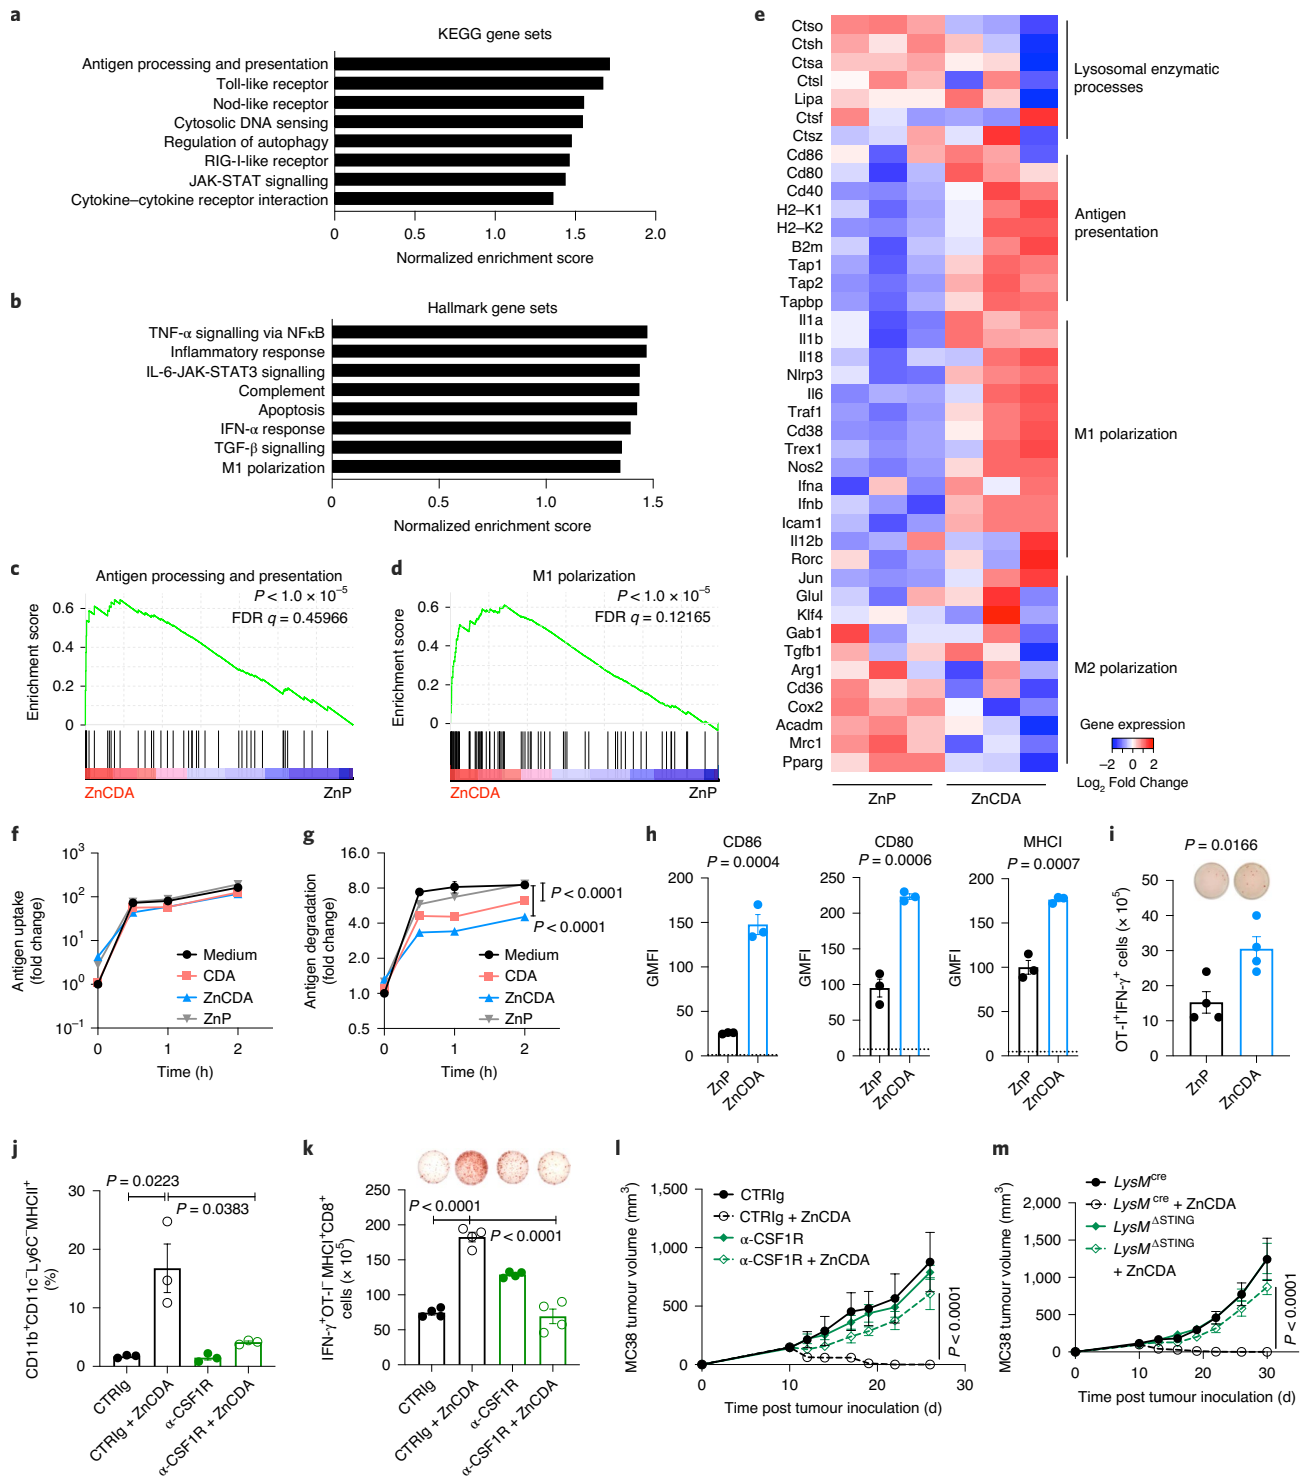 a
KEGG gene sets
Antigen processing and presentation
Toll-like receptor
Nod-like receptor
Cytosolic DNA sensing
Regulation of autophagy
RIG-I-like receptor
JAK-STAT signalling
Cytokine–cytokine receptor interaction
0 0.5 1.0 1.5 2.0
Normalized enrichment score
b
Hallmark gene sets
TNF-α signalling via NFκB
Inflammatory response
IL-6-JAK-STAT3 signalling
Complement
Apoptosis
IFN-α response
TGF-β signalling
M1 polarization
0 0.5 1.0 1.5
Normalized enrichment score
c
Antigen processing and presentation
P < 1.0 × 10⁻⁵
FDR q = 0.45966
Enrichment score
0.6
0.4
0.2
0
ZnCDA ZnP
d
M1 polarization
P < 1.0 × 10⁻⁵
FDR q = 0.12165
Enrichment score
0.6
0.4
0.2
0
ZnCDA ZnP
e
Ctso
Ctsh
Ctsa
Ctsl
Lipa
Ctsf
Ctsz
Cd86
Cd80
Cd40
H2–K1
H2–K2
B2m
Tap1
Tap2
Tapbp
Il1a
Il1b
Il18
Nlrp3
Il6
Traf1
Cd38
Trex1
Nos2
Ifna
Ifnb
Icam1
Il12b
Rorc
Jun
Glul
Klf4
Gab1
Tgfb1
Arg1
Cd36
Cox2
Acadm
Mrc1
Pparg
ZnP ZnCDA
Lysosomal enzymatic
processes
Antigen
presentation
M1 polarization
M2 polarization
Gene expression
−2 0 2
Log₂ Fold Change
f
Antigen uptake
(fold change)
10³
10²
10¹
10⁰
10⁻¹
0 1 2
Time (h)
Medium
CDA
ZnCDA
ZnP
g
Antigen degradation
(fold change)
16.0
8.0
4.0
2.0
1.0
0.5
0 1 2
Time (h)
P < 0.0001
P < 0.0001
Medium
CDA
ZnCDA
ZnP
h
CD86
P = 0.0004
GMFI
200
150
100
50
0
ZnP
ZnCDA
CD80
P = 0.0006
GMFI
250
200
150
100
50
0
ZnP
ZnCDA
MHCI
P = 0.0007
GMFI
200
150
100
50
0
ZnP
ZnCDA
i
P = 0.0166
OT-I⁺IFN-γ⁺ cells (× 10⁵)
50
40
30
20
10
0
ZnP
ZnCDA
j
P = 0.0223
P = 0.0383
CD11b⁺CD11c⁻Ly6C⁻MHCII⁺
(%)
30
20
10
0
CTRIg
CTRIg + ZnCDA
α-CSF1R
α-CSF1R + ZnCDA
k
P < 0.0001
P < 0.0001
IFN-γ⁺OT-I⁻ MHCI⁺CD8⁺
cells (× 10⁵)
250
200
150
100
50
0
CTRIg
CTRIg + ZnCDA
α-CSF1R
α-CSF1R + ZnCDA
l
MC38 tumour volume (mm³)
1,500
1,000
500
0
0 10 20 30
Time post tumour inoculation (d)
CTRIg
CTRIg + ZnCDA
α-CSF1R
α-CSF1R + ZnCDA
P < 0.0001
m
MC38 tumour volume (mm³)
2,000
1,500
1,000
500
0
0 10 20 30
Time post tumour inoculation (d)
LysMᶜʳᵉ
LysMᶜʳᵉ + ZnCDA
LysM^ΔSTING
LysM^ΔSTING
+ ZnCDA
P < 0.0001